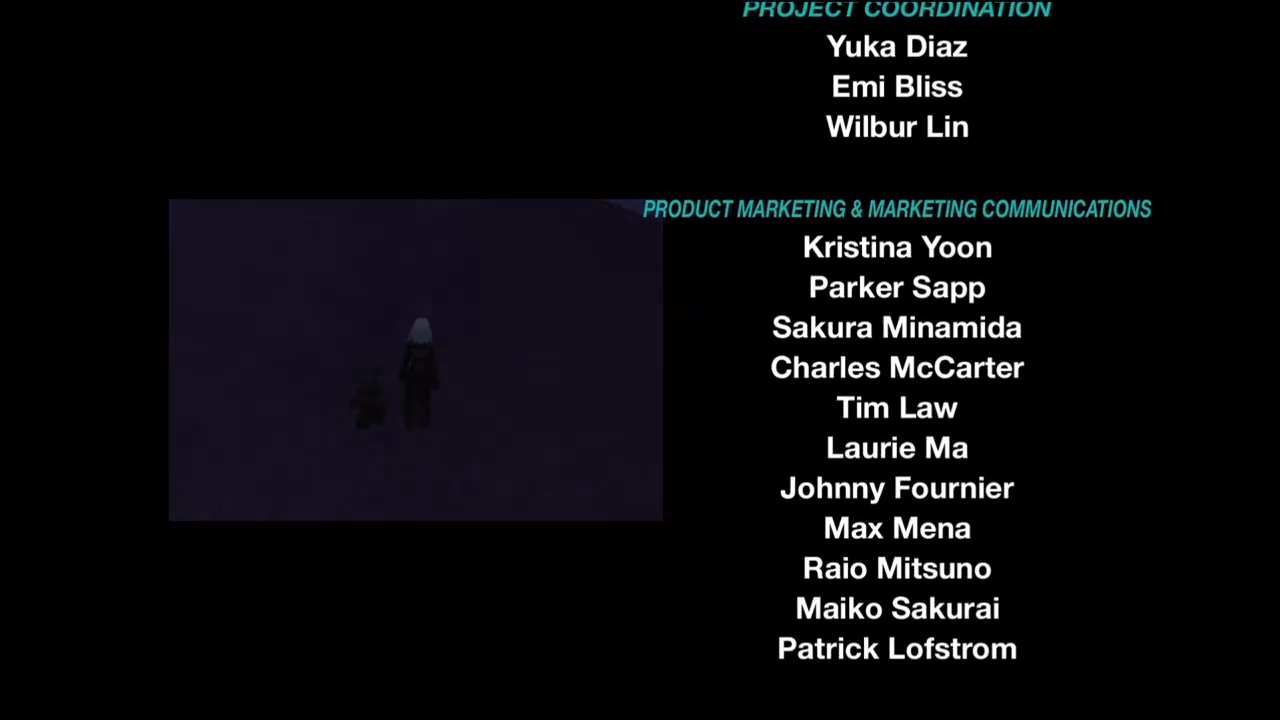 PROJECT COORDINATION
Yuka Diaz
Emi Bliss
Wilbur Lin
PRODUCT MARKETING & MARKETING COMMUNICATIONS
Kristina Yoon
Parker Sapp
Sakura Minamida
Charles McCarter
Tim Law
Laurie Ma
Johnny Fournier
Max Mena
Raio Mitsuno
Maiko Sakurai
Patrick Lofstrom